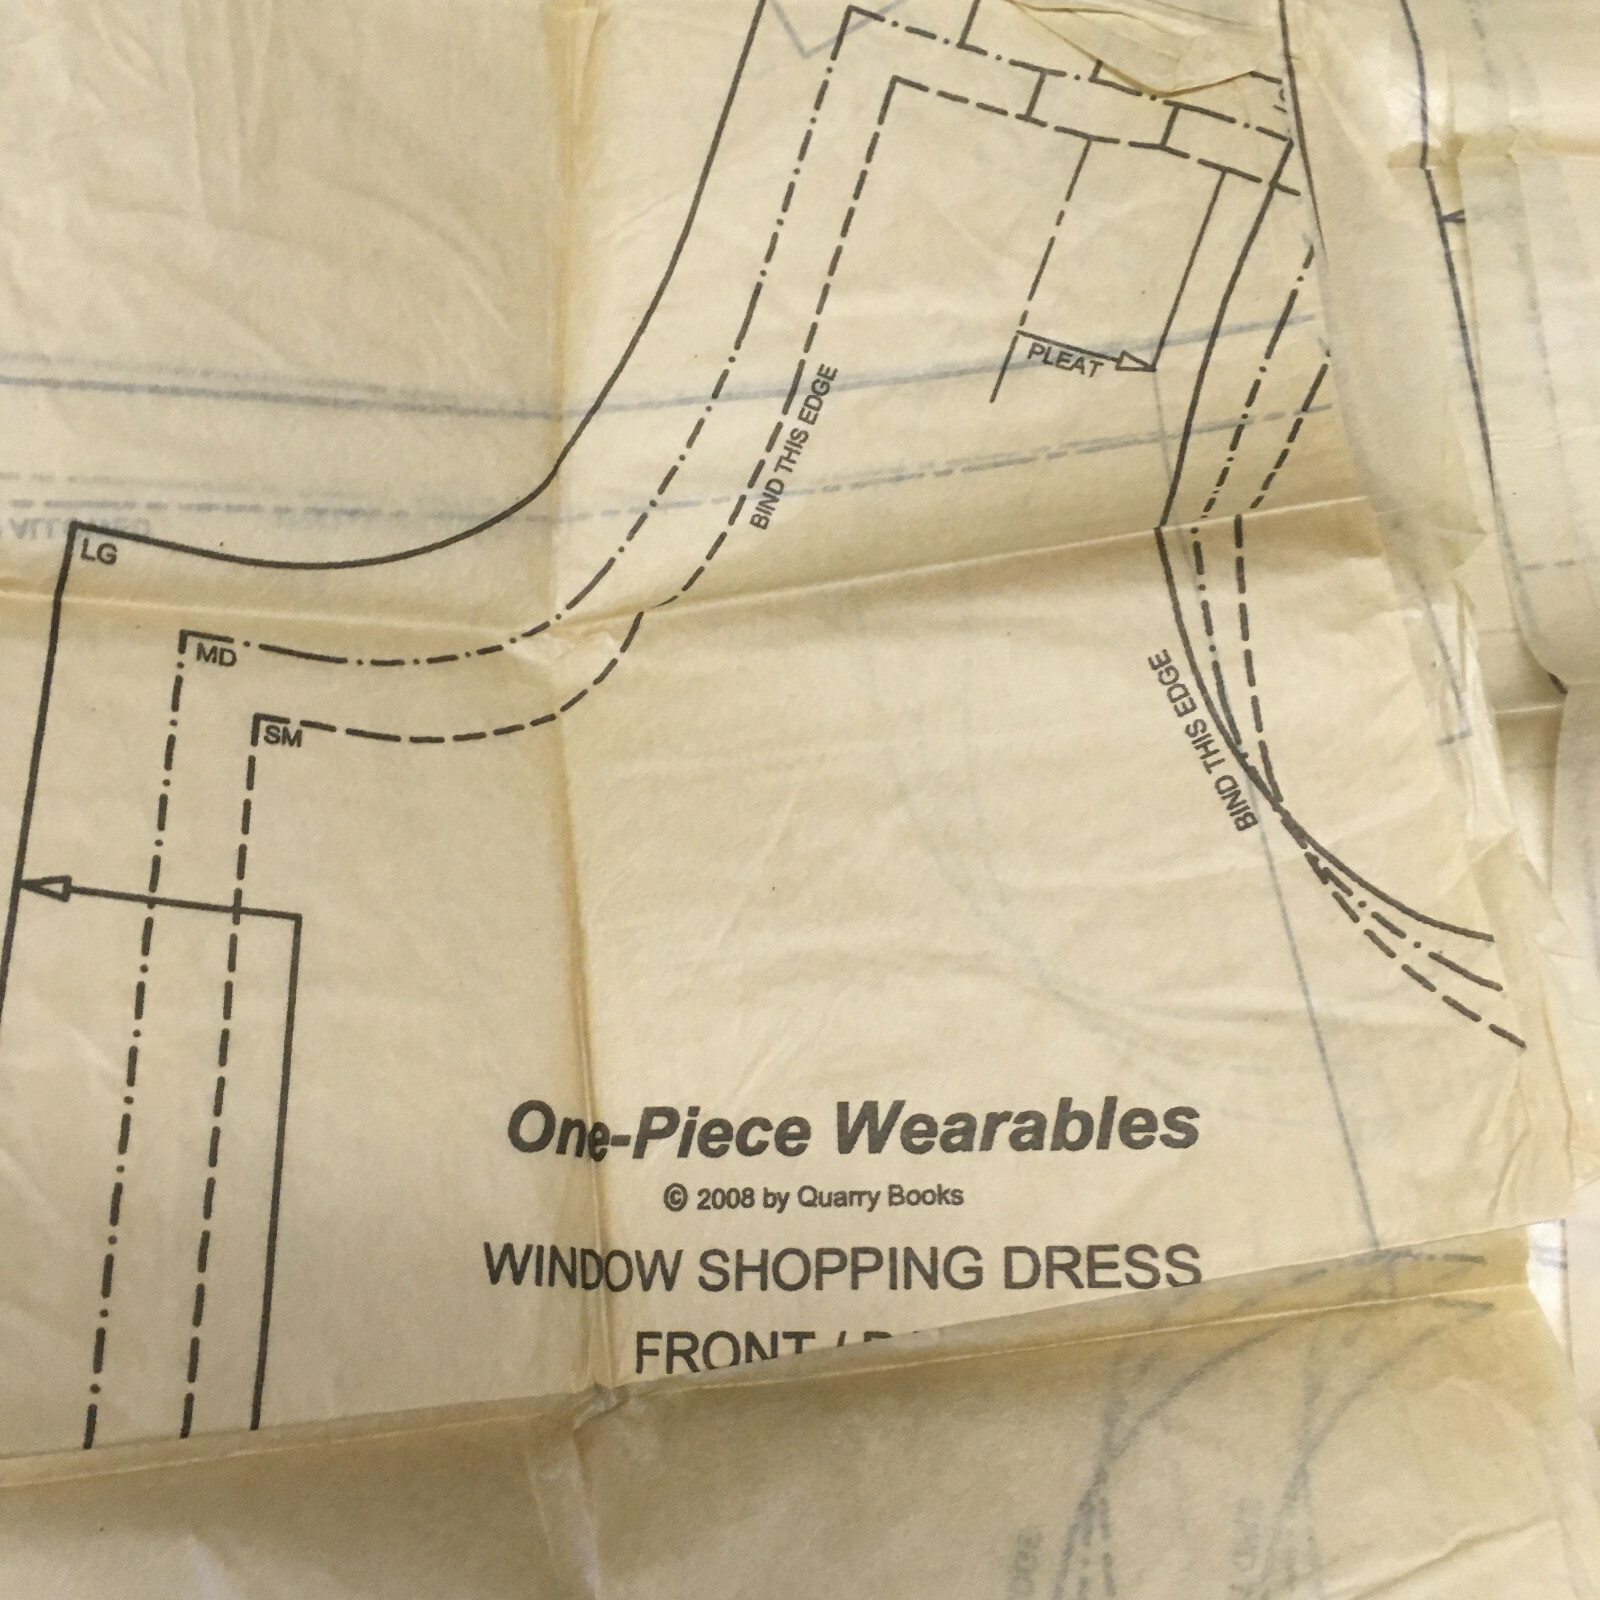 PLEAT
BIND THIS EDGE
LG
MD
SM
BIND THIS EDGE
One-Piece Wearables
© 2008 by Quarry Books
WINDOW SHOPPING DRESS
FRONT /